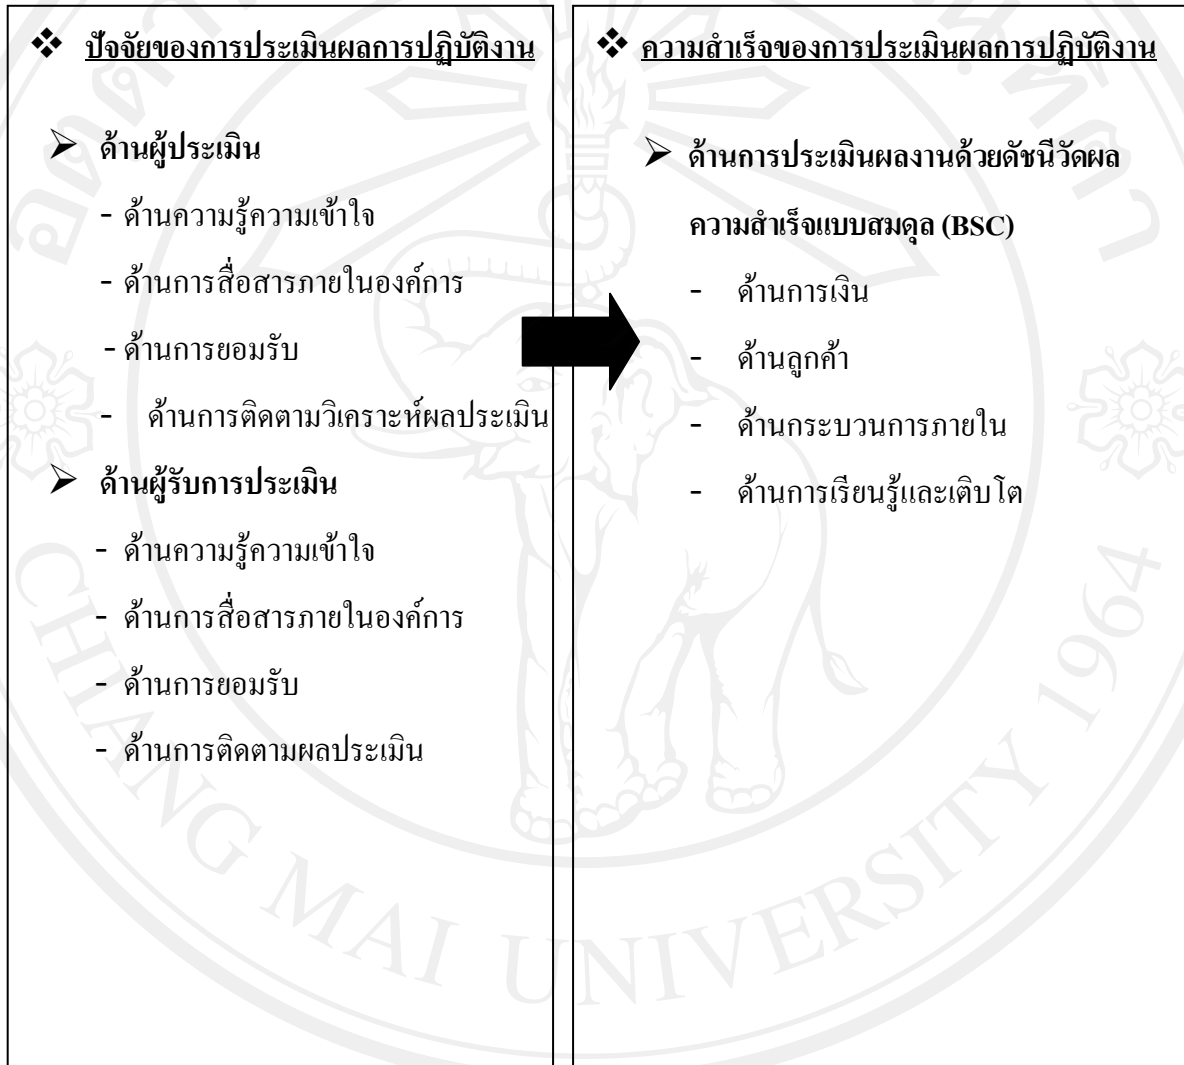 ❖ ปัจจัยของการประเมินผลการปฏิบัติงาน
➢ ด้านผู้ประเมิน
- ด้านความรู้ความเข้าใจ
- ด้านการสื่อสารภายในองค์การ
- ด้านการยอมรับ
- ด้านการติดตามวิเคราะห์ผลประเมิน
➢ ด้านผู้รับการประเมิน
- ด้านความรู้ความเข้าใจ
- ด้านการสื่อสารภายในองค์การ
- ด้านการยอมรับ
- ด้านการติดตามผลประเมิน
❖ ความสำเร็จของการประเมินผลการปฏิบัติงาน
➢ ด้านการประเมินผลงานด้วยดัชนีวัดผล
ความสำเร็จแบบสมดุล (BSC)
- ด้านการเงิน
- ด้านลูกค้า
- ด้านกระบวนการภายใน
- ด้านการเรียนรู้และเติบโต
CHIANG MAI UNIVERSITY 1964